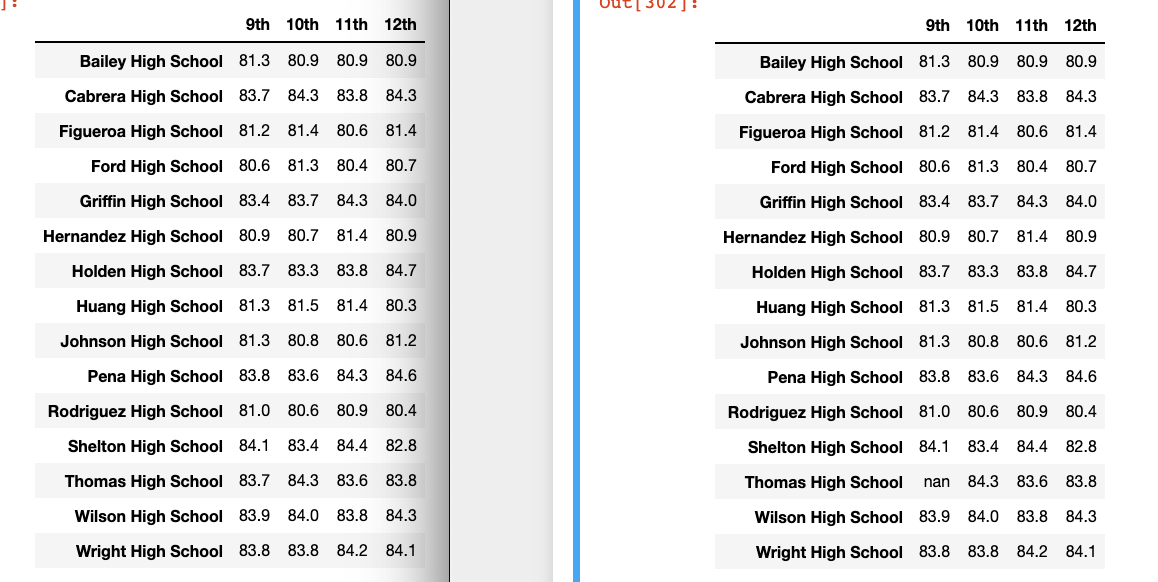 ]:
9th 10th 11th 12th
Bailey High School 81.3 80.9 80.9 80.9
Cabrera High School 83.7 84.3 83.8 84.3
Figueroa High School 81.2 81.4 80.6 81.4
Ford High School 80.6 81.3 80.4 80.7
Griffin High School 83.4 83.7 84.3 84.0
Hernandez High School 80.9 80.7 81.4 80.9
Holden High School 83.7 83.3 83.8 84.7
Huang High School 81.3 81.5 81.4 80.3
Johnson High School 81.3 80.8 80.6 81.2
Pena High School 83.8 83.6 84.3 84.6
Rodriguez High School 81.0 80.6 80.9 80.4
Shelton High School 84.1 83.4 84.4 82.8
Thomas High School 83.7 84.3 83.6 83.8
Wilson High School 83.9 84.0 83.8 84.3
Wright High School 83.8 83.8 84.2 84.1
Out[302]:
9th 10th 11th 12th
Bailey High School 81.3 80.9 80.9 80.9
Cabrera High School 83.7 84.3 83.8 84.3
Figueroa High School 81.2 81.4 80.6 81.4
Ford High School 80.6 81.3 80.4 80.7
Griffin High School 83.4 83.7 84.3 84.0
Hernandez High School 80.9 80.7 81.4 80.9
Holden High School 83.7 83.3 83.8 84.7
Huang High School 81.3 81.5 81.4 80.3
Johnson High School 81.3 80.8 80.6 81.2
Pena High School 83.8 83.6 84.3 84.6
Rodriguez High School 81.0 80.6 80.9 80.4
Shelton High School 84.1 83.4 84.4 82.8
Thomas High School nan 84.3 83.6 83.8
Wilson High School 83.9 84.0 83.8 84.3
Wright High School 83.8 83.8 84.2 84.1